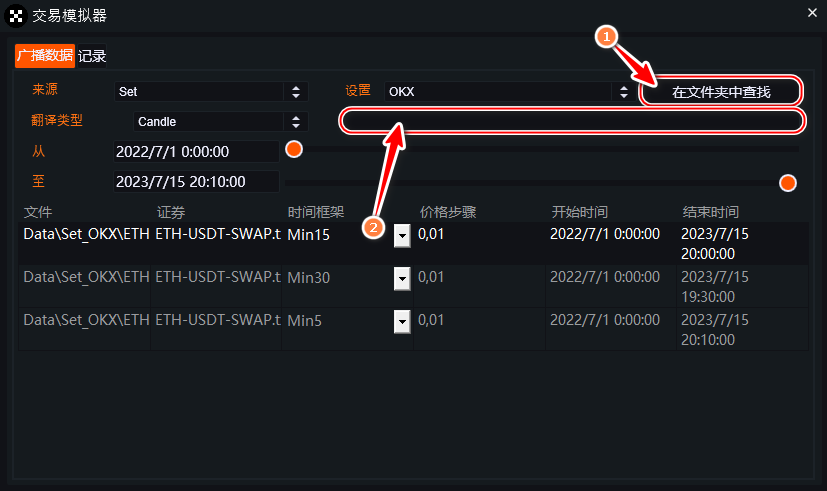 交易模拟器
广播数据 记录
1
来源 Set 设置 OKX 在文件夹中查找
翻译类型 Candle
从 2022/7/1 0:00:00
至 2023/7/15 20:10:00
2
文件 证券 时间框架 价格步骤 开始时间 结束时间
Data\Set_OKX\ETH ETH-USDT-SWAP.t Min15 0,01 2022/7/1 0:00:00 2023/7/15
20:00:00
Data\Set_OKX\ETH ETH-USDT-SWAP.t Min30 0,01 2022/7/1 0:00:00 2023/7/15
19:30:00
Data\Set_OKX\ETH ETH-USDT-SWAP.t Min5 0,01 2022/7/1 0:00:00 2023/7/15
20:10:00